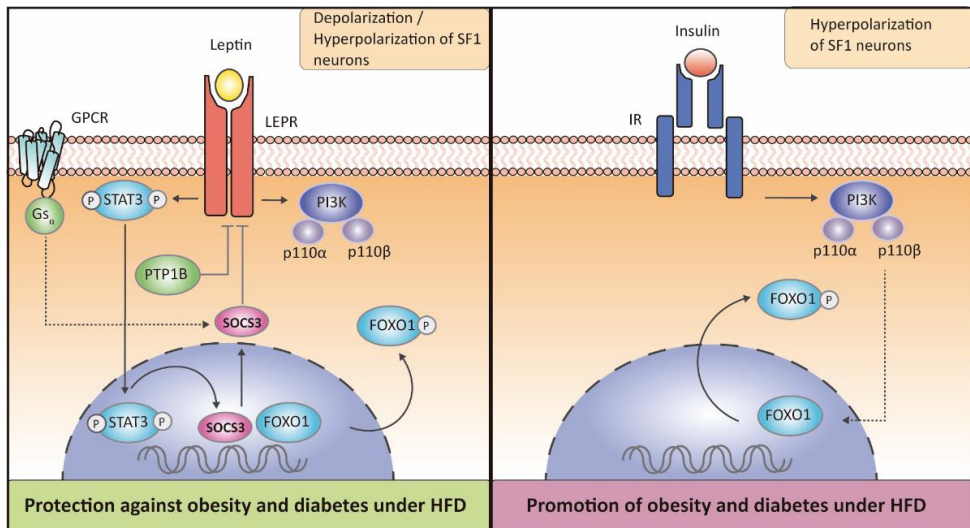 Depolarization /
Hyperpolarization of SF1
neurons
Leptin
GPCR
LEPR
Gsα
P STAT3 P
PI3K
p110α p110β
PTP1B
SOCS3
FOXO1 P
P STAT3 P
SOCS3 FOXO1
Protection against obesity and diabetes under HFD
Hyperpolarization
of SF1 neurons
Insulin
IR
PI3K
p110α p110β
FOXO1 P
FOXO1
Promotion of obesity and diabetes under HFD